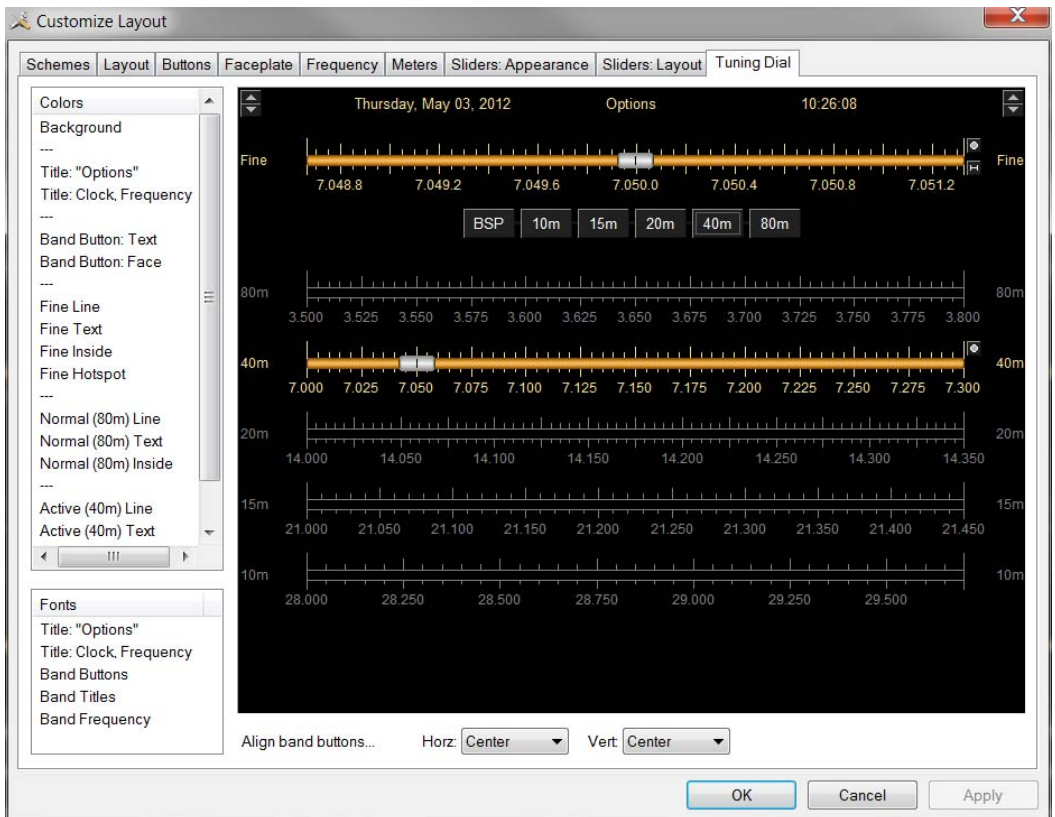 Customize Layout
X
Schemes Layout Buttons Faceplate Frequency Meters Sliders: Appearance Sliders: Layout Tuning Dial
Colors
Background
---
Title: "Options"
Title: Clock, Frequency
---
Band Button: Text
Band Button: Face
---
Fine Line
Fine Text
Fine Inside
Fine Hotspot
---
Normal (80m) Line
Normal (80m) Text
Normal (80m) Inside
---
Active (40m) Line
Active (40m) Text
Fonts
Title: "Options"
Title: Clock, Frequency
Band Buttons
Band Titles
Band Frequency
Thursday, May 03, 2012 Options 10:26:08
Fine Fine
H
7.048.8 7.049.2 7.049.6 7.050.0 7.050.4 7.050.8 7.051.2
BSP 10m 15m 20m 40m 80m
80m 80m
3.500 3.525 3.550 3.575 3.600 3.625 3.650 3.675 3.700 3.725 3.750 3.775 3.800
40m 40m
7.000 7.025 7.050 7.075 7.100 7.125 7.150 7.175 7.200 7.225 7.250 7.275 7.300
20m 20m
14.000 14.050 14.100 14.150 14.200 14.250 14.300 14.350
15m 15m
21.000 21.050 21.100 21.150 21.200 21.250 21.300 21.350 21.400 21.450
10m 10m
28.000 28.250 28.500 28.750 29.000 29.250 29.500
Align band buttons... Horz: Center Vert: Center
OK Cancel Apply